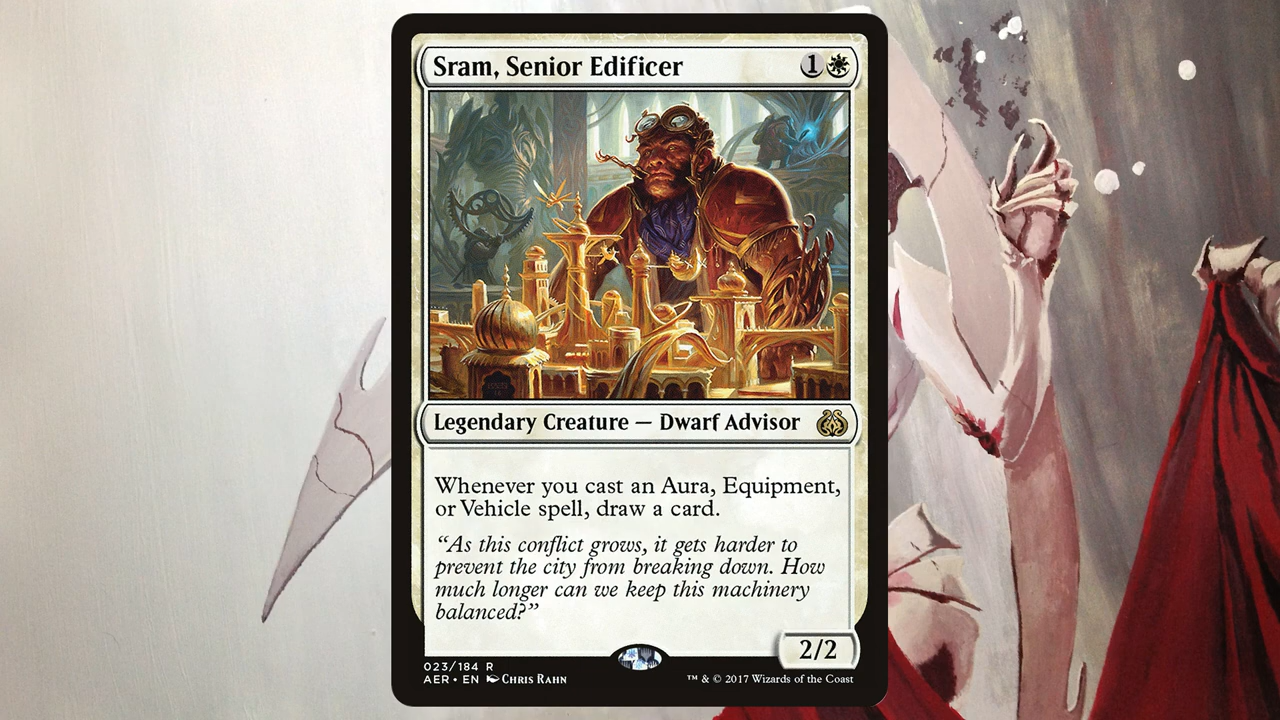 Sram, Senior Edificer 1
Legendary Creature — Dwarf Advisor
Whenever you cast an Aura, Equipment,
or Vehicle spell, draw a card.
“As this conflict grows, it gets harder to
prevent the city from breaking down. How
much longer can we keep this machinery
balanced?”
2/2
023/184 R
AER • EN Chris Rahn
™ & © 2017 Wizards of the Coast